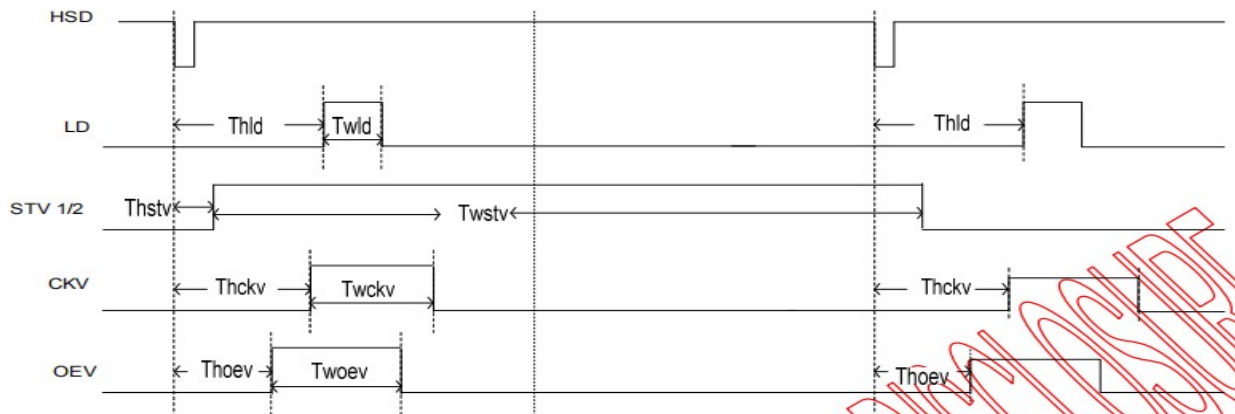 HSD
LD
Thld
Twld
Thld
STV 1/2
Thstv
Twstv
CKV
Thckv
Twckv
Thckv
OEV
Thoev
Twoev
Thoev